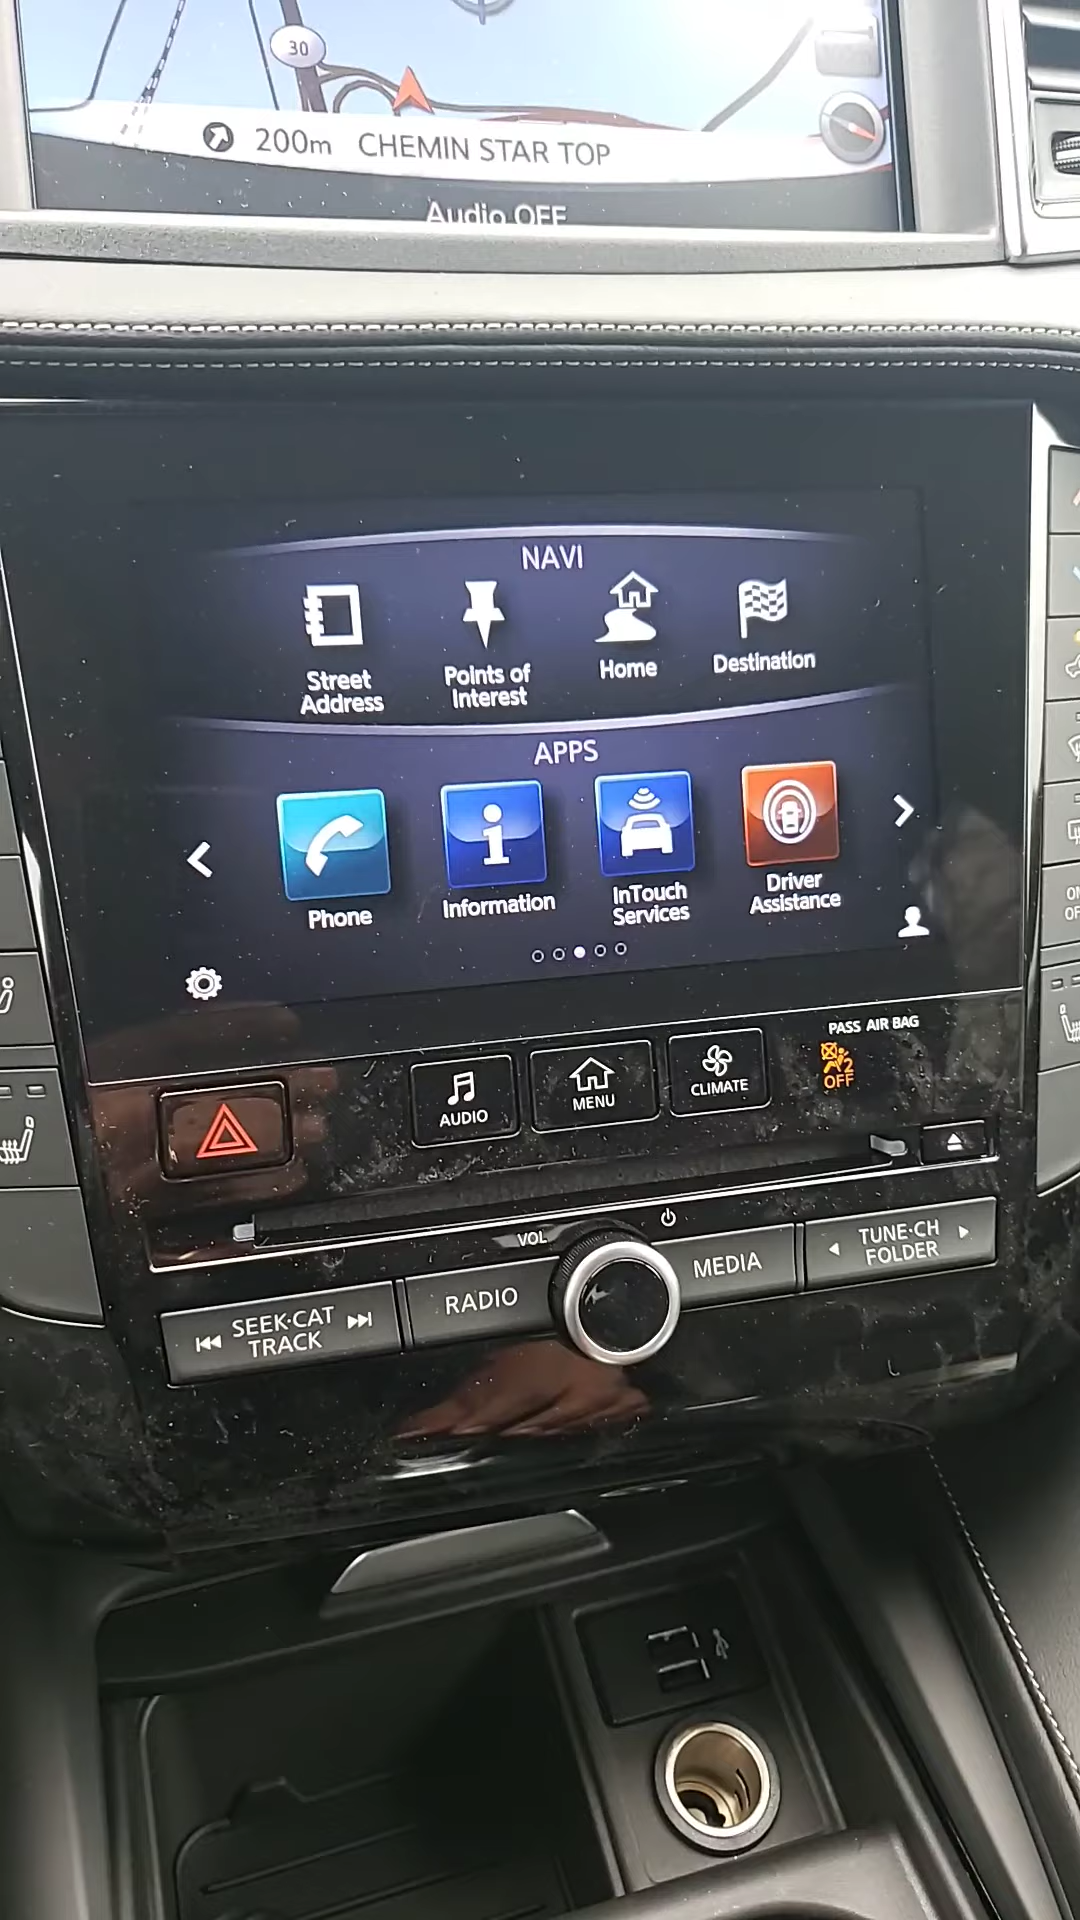 30
200m CHEMIN STAR TOP
Audio OFF
NAVI
Street
Address
Points of
Interest
Home
Destination
APPS
Phone
Information
InTouch
Services
Driver
Assistance
PASS AIR BAG
2
OFF
AUDIO
MENU
CLIMATE
VOL
SEEK·CAT
TRACK
RADIO
MEDIA
TUNE·CH
FOLDER